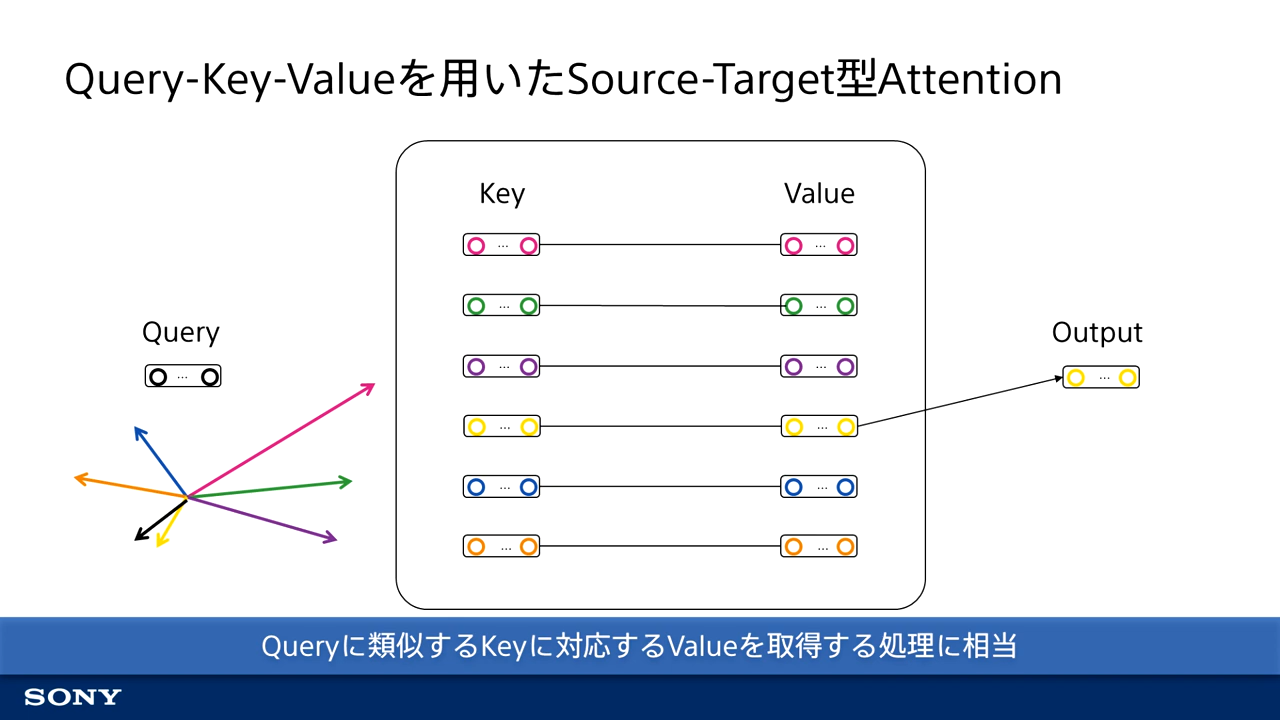 Query-Key-Valueを用いたSource-Target型Attention
Key
Value
... ...
... ...
Query
Output
... ... ... ...
... ...
... ...
... ...
Queryに類似するKeyに対応するValueを取得する処理に相当
SONY